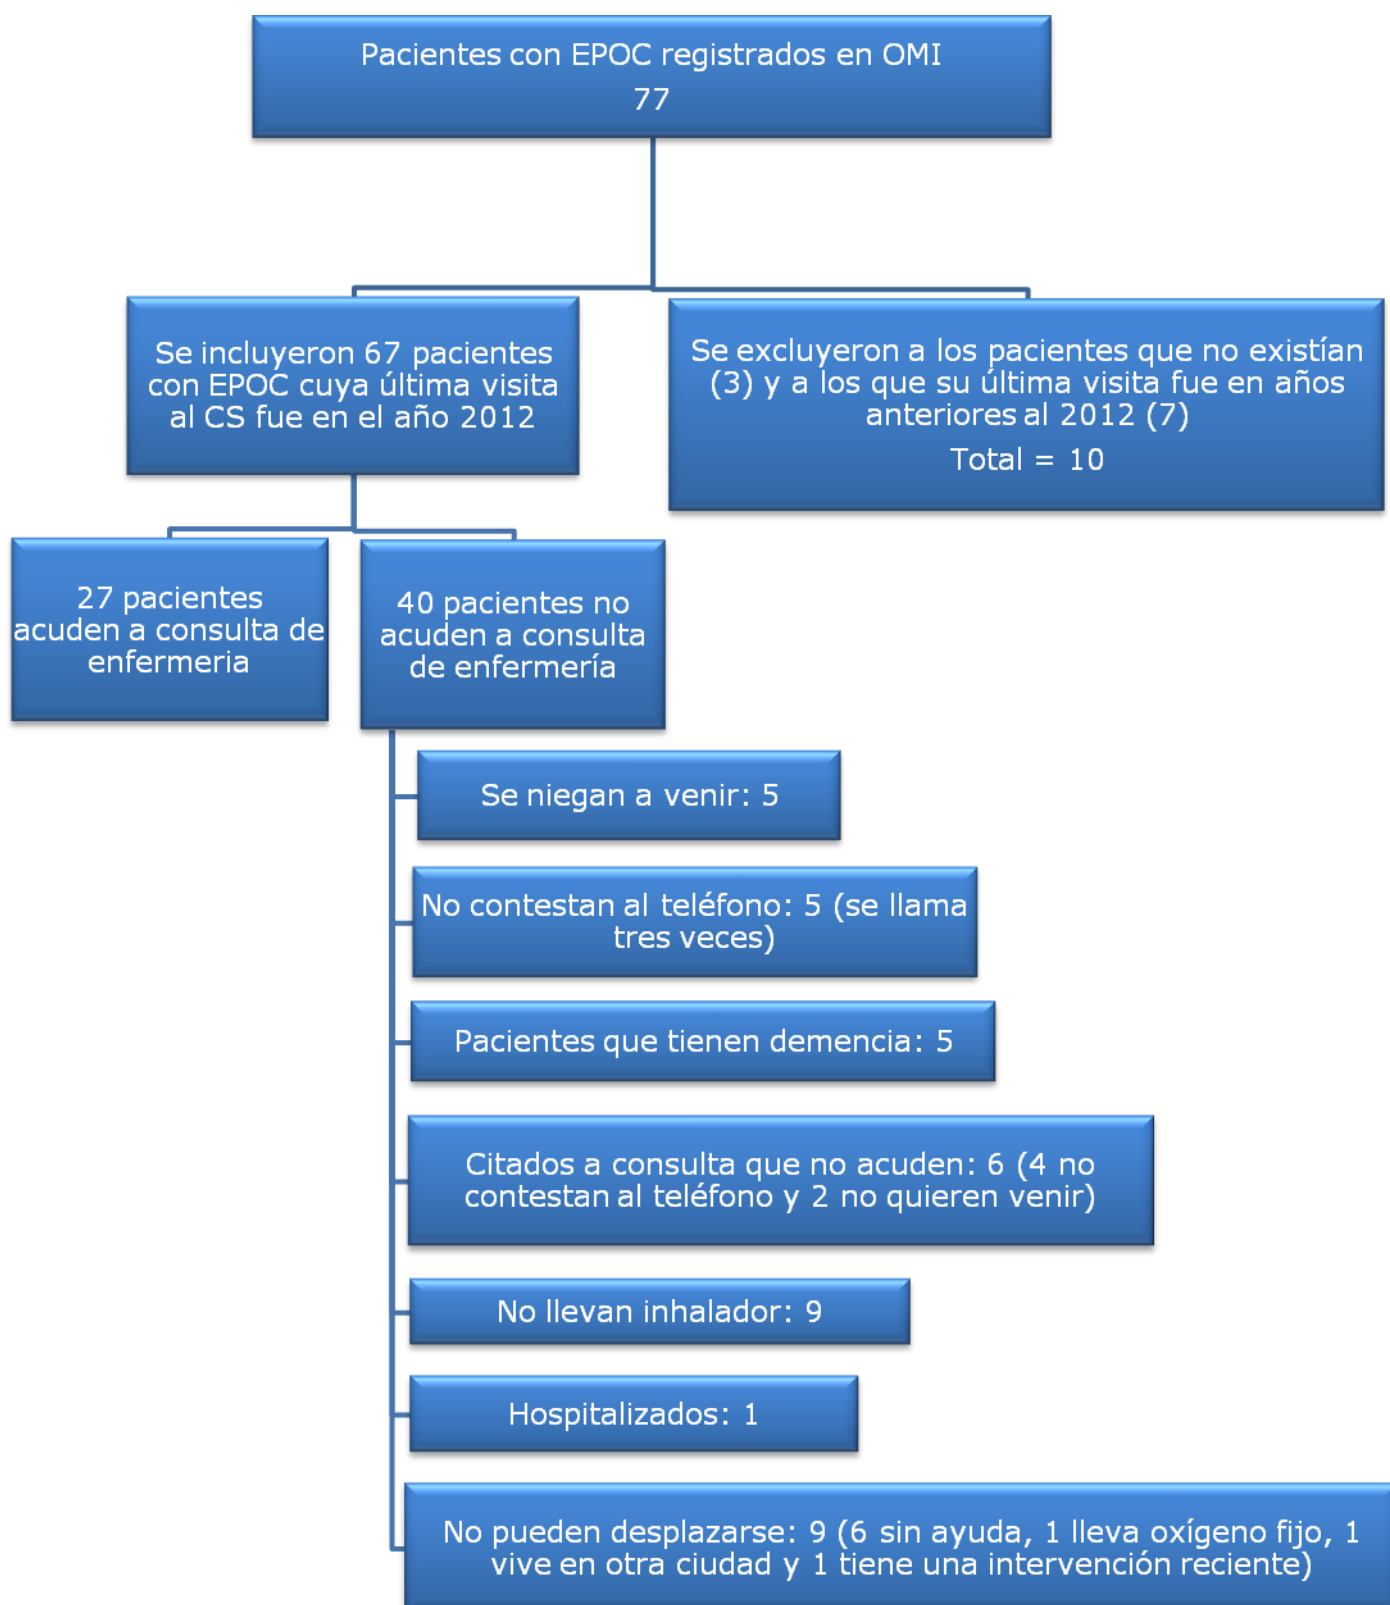 Pacientes con EPOC registrados en OMI
77
Se incluyeron 67 pacientes
con EPOC cuya última visita
al CS fue en el año 2012
Se excluyeron a los pacientes que no existían
(3) y a los que su última visita fue en años
anteriores al 2012 (7)
Total = 10
27 pacientes
acuden a consulta de
enfermeria
40 pacientes no
acuden a consulta
de enfermería
Se niegan a venir: 5
No contestan al teléfono: 5 (se llama
tres veces)
Pacientes que tienen demencia: 5
Citados a consulta que no acuden: 6 (4 no
contestan al teléfono y 2 no quieren venir)
No llevan inhalador: 9
Hospitalizados: 1
No pueden desplazarse: 9 (6 sin ayuda, 1 lleva oxígeno fijo, 1
vive en otra ciudad y 1 tiene una intervención reciente)